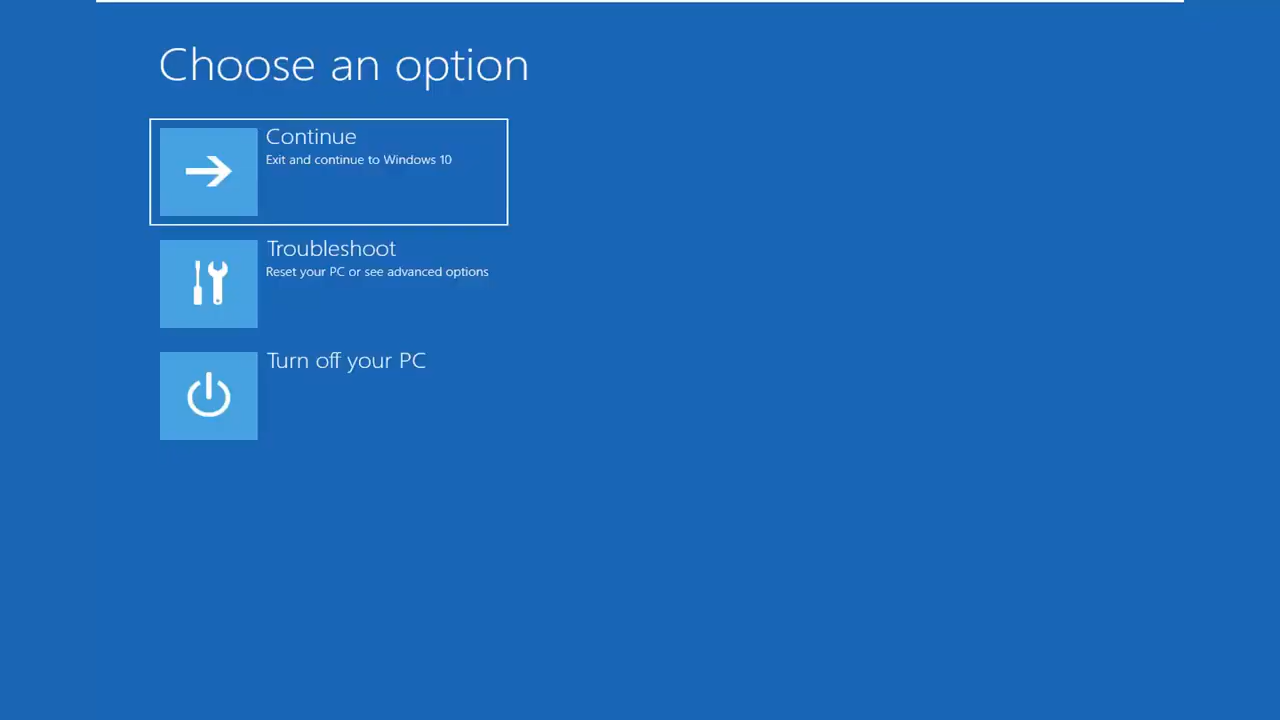 Choose an option
Continue
Exit and continue to Windows 10
Troubleshoot
Reset your PC or see advanced options
Turn off your PC